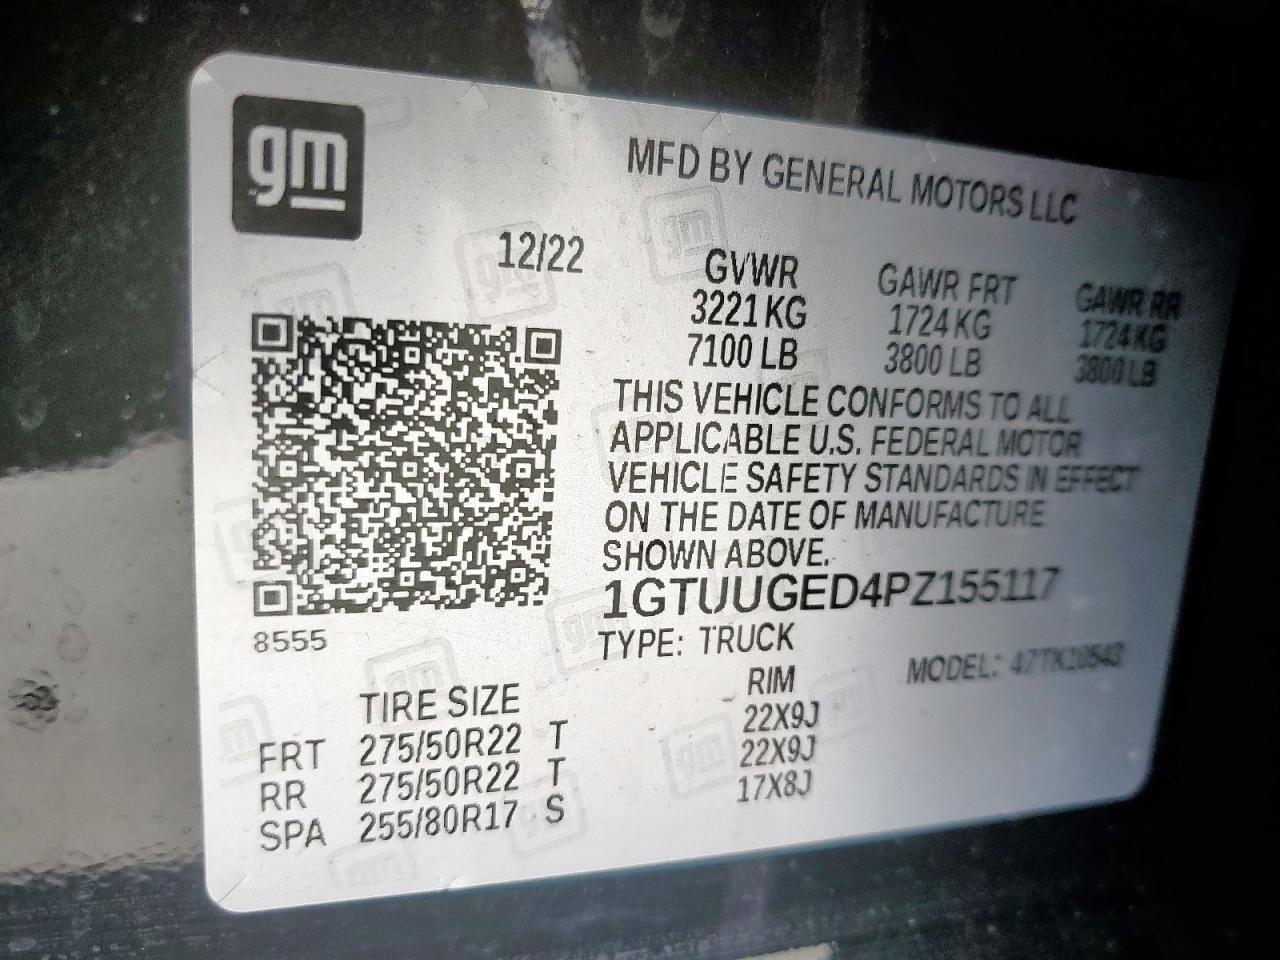 gm
MFD BY GENERAL MOTORS LLC
12/22
GVWR GAWR FRT GAWR RR
3221 KG 1724 KG 1724 KG
7100 LB 3800 LB 3800 LB
THIS VEHICLE CONFORMS TO ALL
APPLICABLE U.S. FEDERAL MOTOR
VEHICLE SAFETY STANDARDS IN EFFECT
ON THE DATE OF MANUFACTURE
SHOWN ABOVE.
1GTUUGED4PZ155117
8555
TYPE: TRUCK MODEL: 47TK10543
TIRE SIZE RIM
FRT 275/50R22 T 22X9J
RR 275/50R22 T 22X9J
SPA 255/80R17 S 17X8J